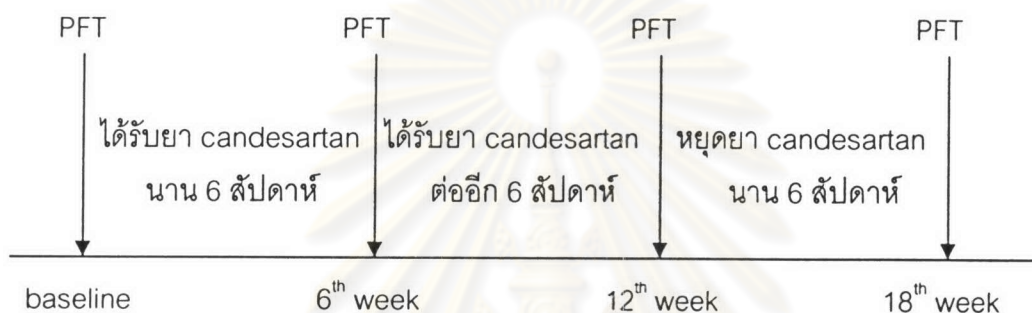 PFT PFT PFT PFT
ได้รับยา candesartan ได้รับยา candesartan หยุดยา candesartan
นาน 6 สัปดาห์ ต่ออีก 6 สัปดาห์ นาน 6 สัปดาห์
baseline 6th week 12th week 18th week